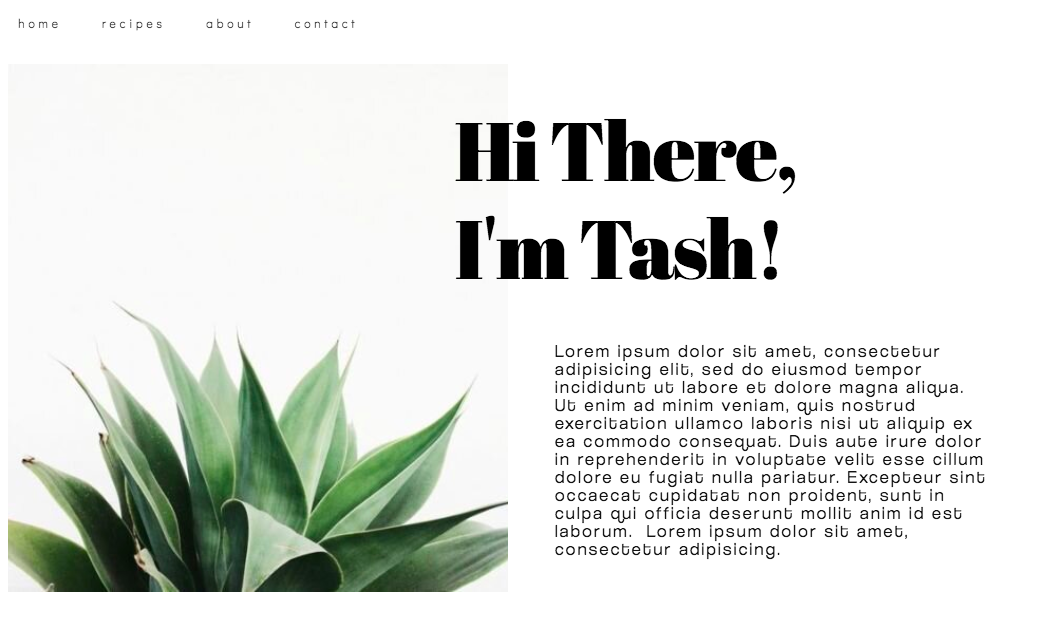 home recipes about contact
Hi There,
I'm Tash!
Lorem ipsum dolor sit amet, consectetur
adipisicing elit, sed do eiusmod tempor
incididunt ut labore et dolore magna aliqua.
Ut enim ad minim veniam, quis nostrud
exercitation ullamco laboris nisi ut aliquip ex
ea commodo consequat. Duis aute irure dolor
in reprehenderit in voluptate velit esse cillum
dolore eu fugiat nulla pariatur. Excepteur sint
occaecat cupidatat non proident, sunt in
culpa qui officia deserunt mollit anim id est
laborum.  Lorem ipsum dolor sit amet,
consectetur adipisicing.